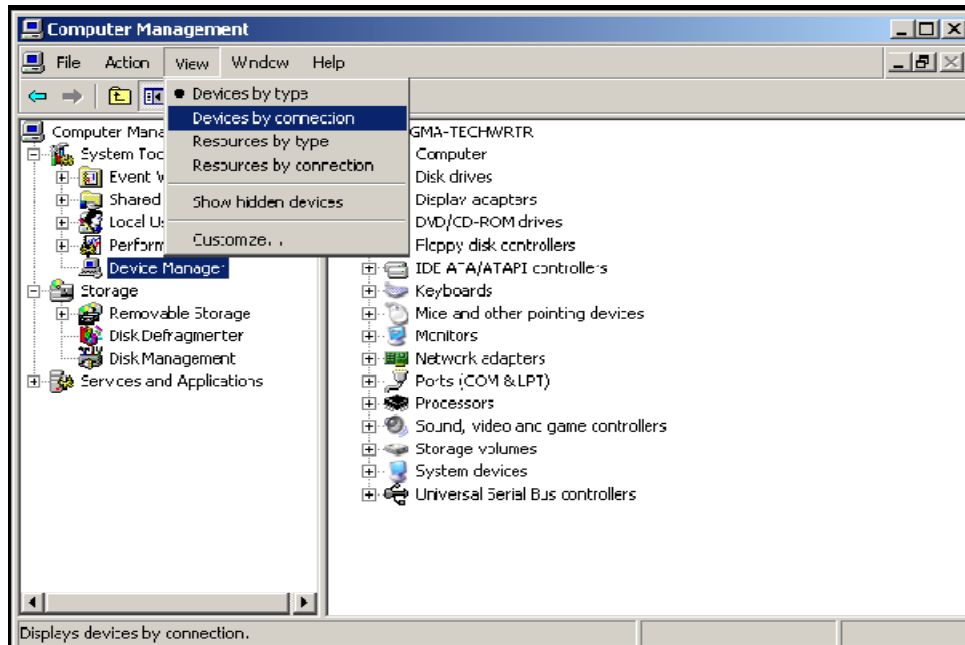 Computer Management
File Action View Window Help
Devices by type
Devices by connection
Resources by type
Resources by connection
Show hidden devices
Customize...
Computer Mana
System Too
Event V
Shared
Local Us
Perform
Device Manager
Storage
Removable Storage
Disk Defragmenter
Disk Management
Services and Applications
GMA-TECHWRTR
Computer
Disk drives
Display adapters
DVD/CD-ROM drives
Floppy disk controllers
IDE ATA/ATAPI controllers
Keyboards
Mice and other pointing devices
Monitors
Network adapters
Ports (COM & LPT)
Processors
Sound, video and game controllers
Storage volumes
System devices
Universal Serial Bus controllers
Displays devices by connection.